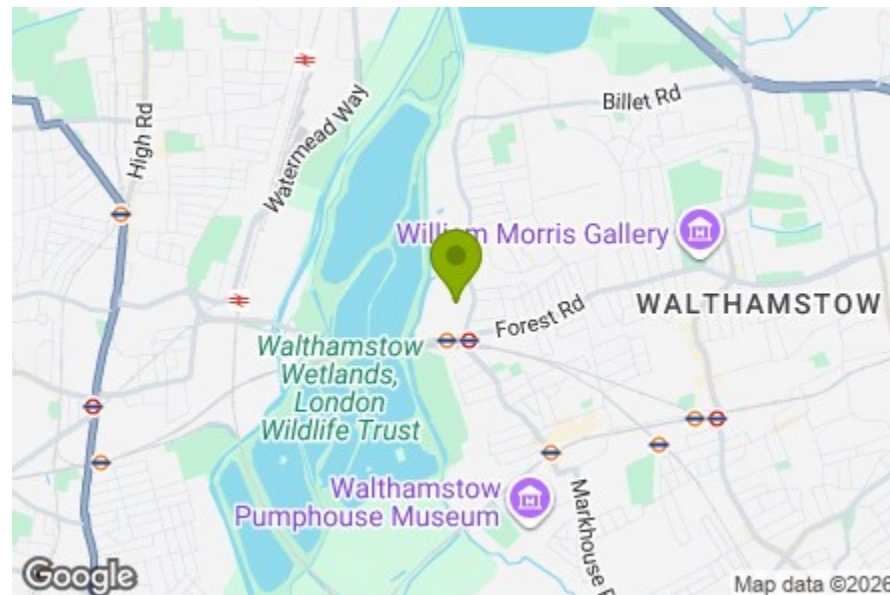 High Rd
Watermead Way
Billet Rd
William Morris Gallery
Forest Rd
WALTHAMSTOW
Walthamstow
Wetlands,
London
Wildlife Trust
Walthamstow
Pumphouse Museum
Markhouse R
Google
Map data ©2026